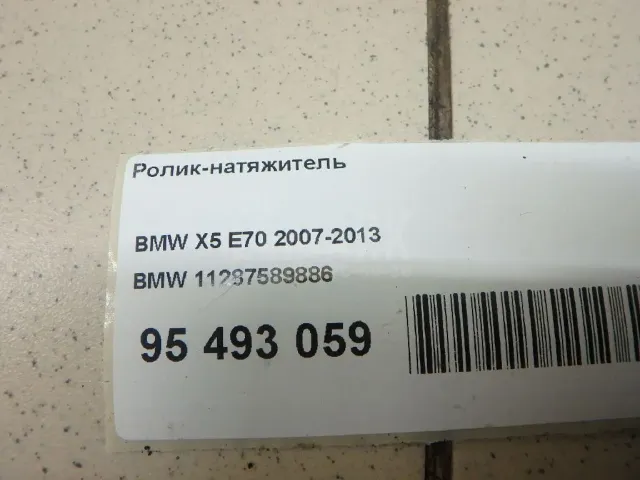 Ролик-натяжитель
BMW X5 E70 2007-2013
BMW 11287589886
95 493 059